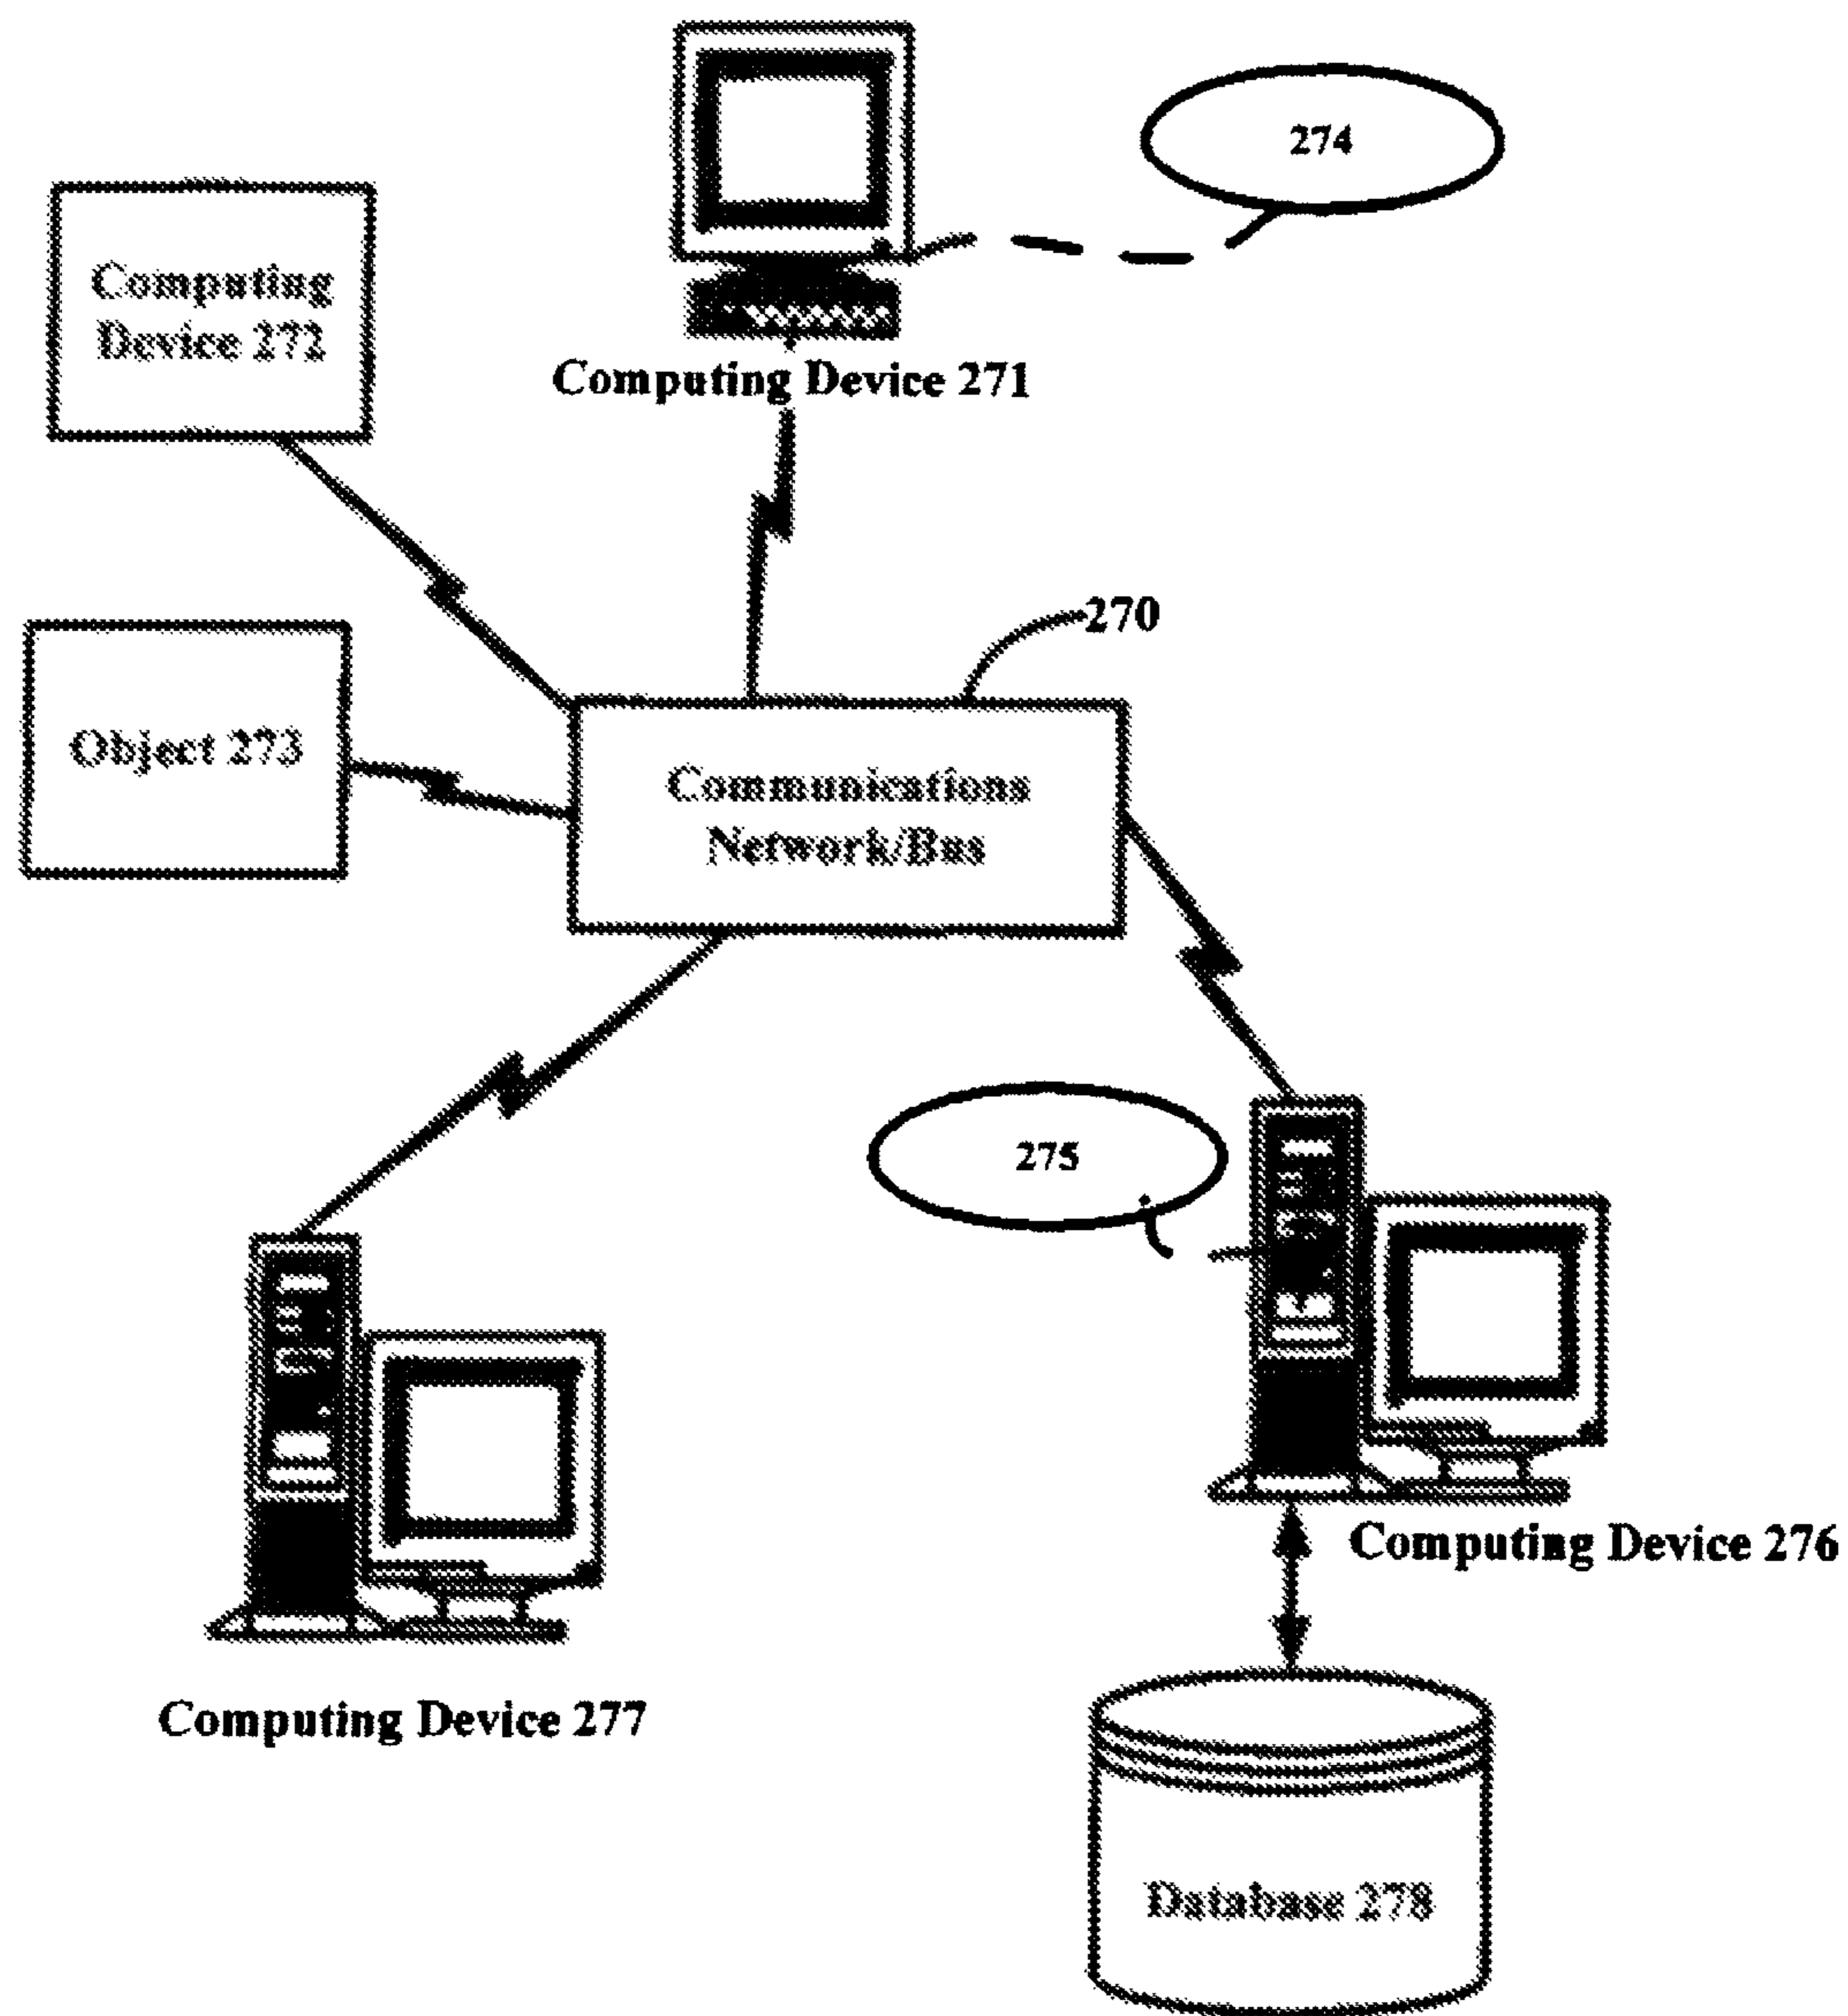 274
Computing
Device 272
Computing Device 271
270
Object 273
Communications
Network/Bus
275
Computing Device 276
Computing Device 277
Database 278